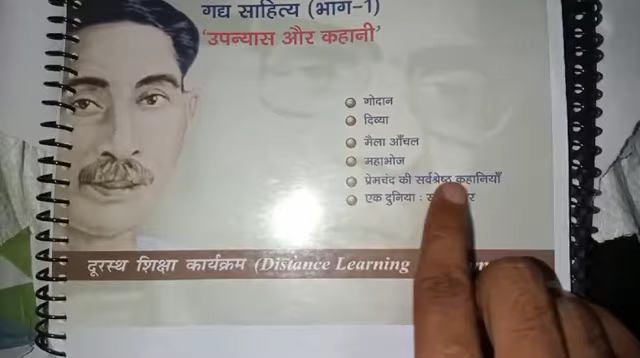 गद्य साहित्य (भाग-1)
'उपन्यास और कहानी'
गोदान
दिव्या
मैला आँचल
महाभोज
प्रेमचंद की सर्वश्रेष्ठ कहानियाँ
एक दुनिया :
दूरस्थ शिक्षा कार्यक्रम (Distance Learning